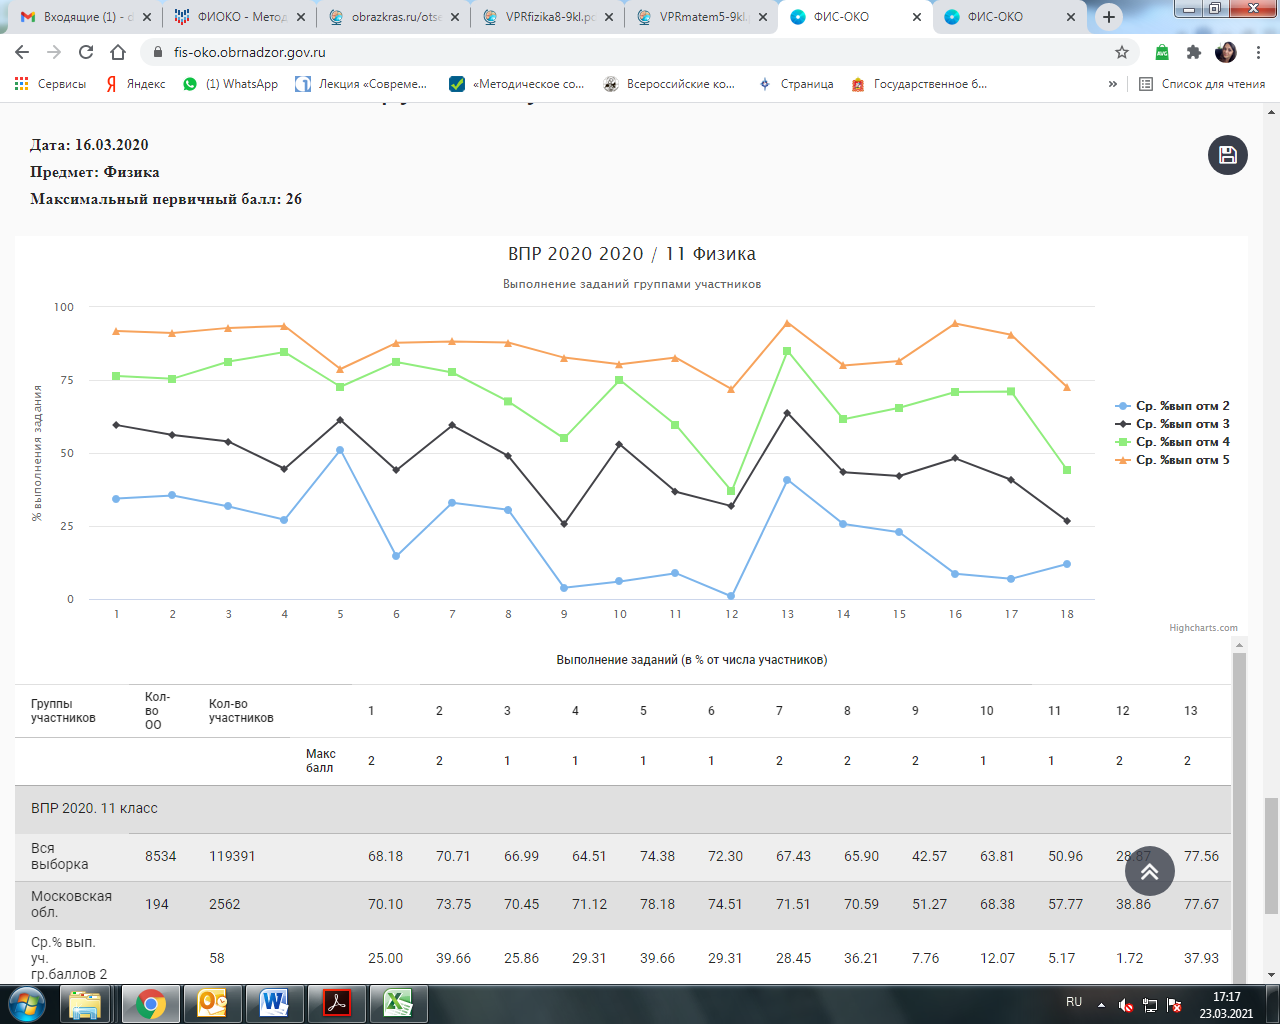 Входящие (1) - d
ФИОКО - Метод
obrazkras.ru/otse
VPRfizika8-9kl.pd
VPRmatem5-9kl.p
ФИС-ОКО
ФИС-ОКО
fis-oko.obrnadzor.gov.ru
Сервисы
Яндекс
(1) WhatsApp
Лекция «Совреме...
«Методическое со...
Всероссийские ко...
Страница
Государственное б...
»
Список для чтения
Дата: 16.03.2020
Предмет: Физика
Максимальный первичный балл: 26
ВПР 2020 2020 / 11 Физика
Выполнение заданий группами участников
% выполнения задания
100
75
50
25
0
1 2 3 4 5 6 7 8 9 10 11 12 13 14 15 16 17 18
Ср. %вып отм 2
Ср. %вып отм 3
Ср. %вып отм 4
Ср. %вып отм 5
Highcharts.com
Выполнение заданий (в % от числа участников)
Группы участников Кол-во ОО Кол-во участников 1 2 3 4 5 6 7 8 9 10 11 12 13
Макс балл 2 2 1 1 1 1 2 2 2 1 1 2 2
ВПР 2020. 11 класс
Вся выборка 8534 119391 68.18 70.71 66.99 64.51 74.38 72.30 67.43 65.90 42.57 63.81 50.96 28.87 77.56
Московская обл. 194 2562 70.10 73.75 70.45 71.12 78.18 74.51 71.51 70.59 51.27 68.38 57.77 38.86 77.67
Ср.% вып. уч. гр.баллов 2 58 25.00 39.66 25.86 29.31 39.66 29.31 28.45 36.21 7.76 12.07 5.17 1.72 37.93
RU
17:17
23.03.2021